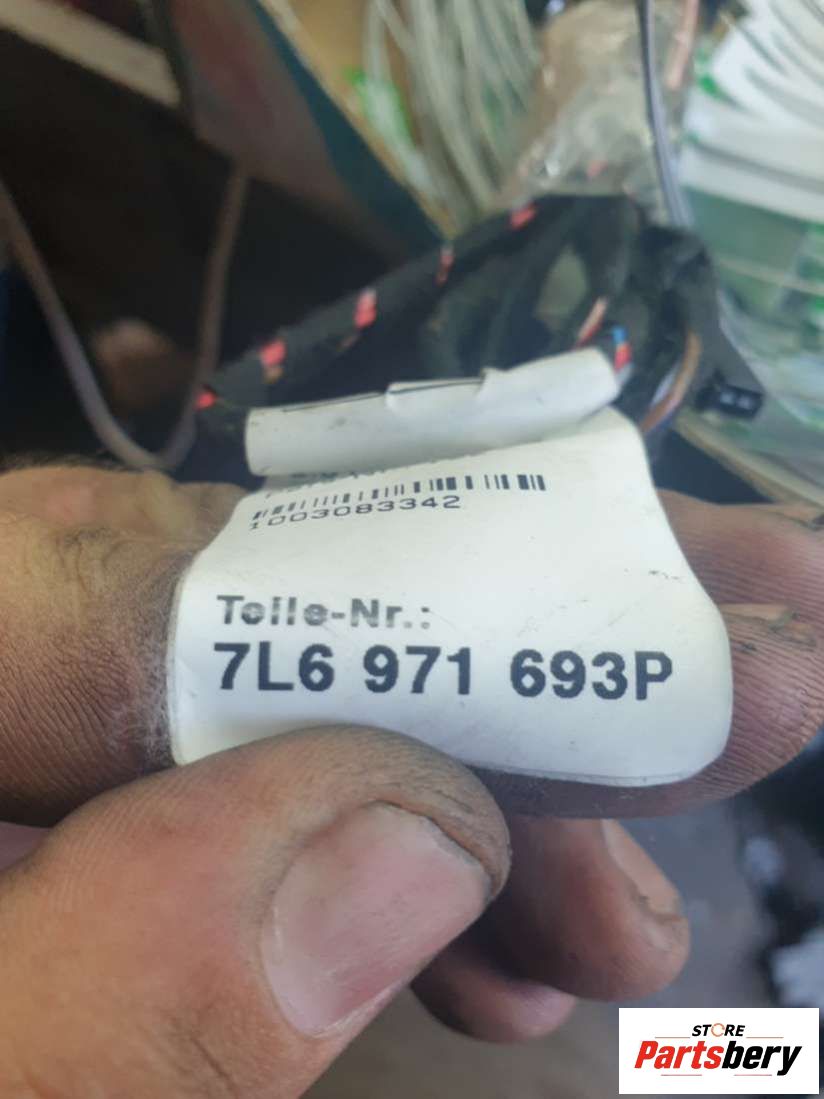 1003083342
Teile-Nr.:
7L6 971 693P
STORE
Partsbery